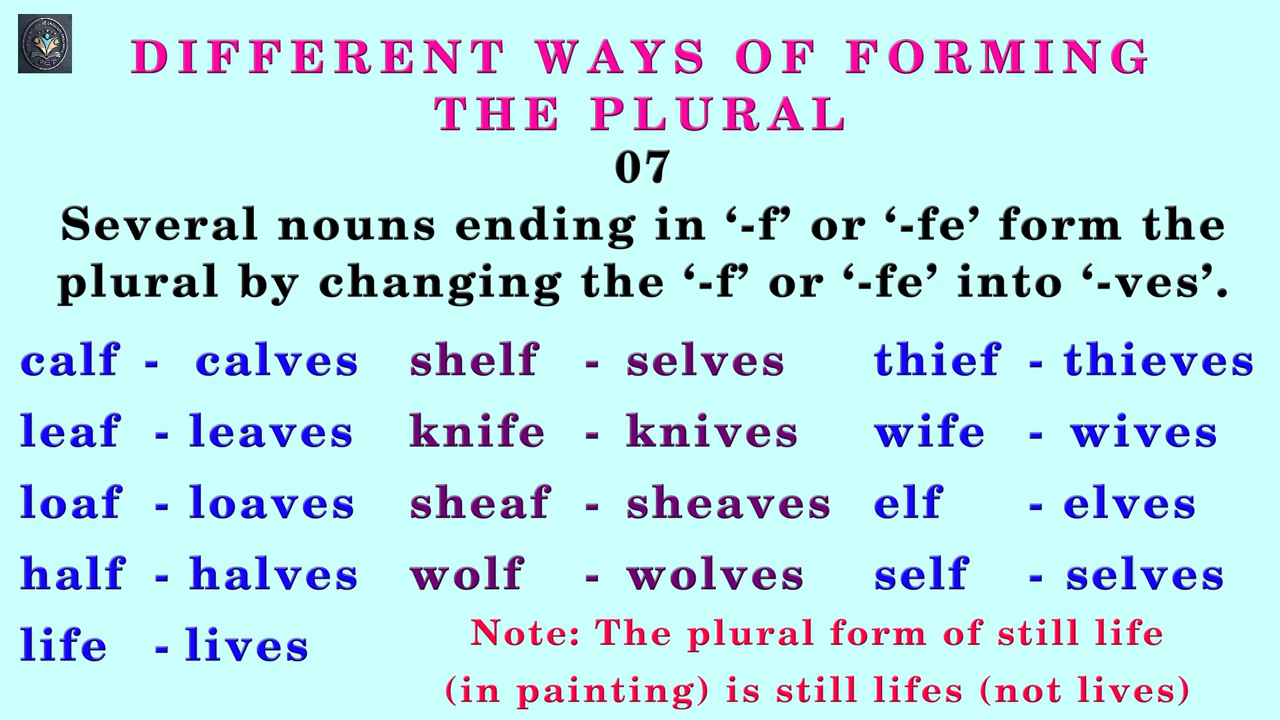 DIFFERENT WAYS OF FORMING
THE PLURAL
07
Several nouns ending in ‘-f’ or ‘-fe’ form the
plural by changing the ‘-f’ or ‘-fe’ into ‘-ves’.
calf - calves shelf - selves thief - thieves
leaf - leaves knife - knives wife - wives
loaf - loaves sheaf - sheaves elf - elves
half - halves wolf - wolves self - selves
life - lives
Note: The plural form of still life
(in painting) is still lifes (not lives)